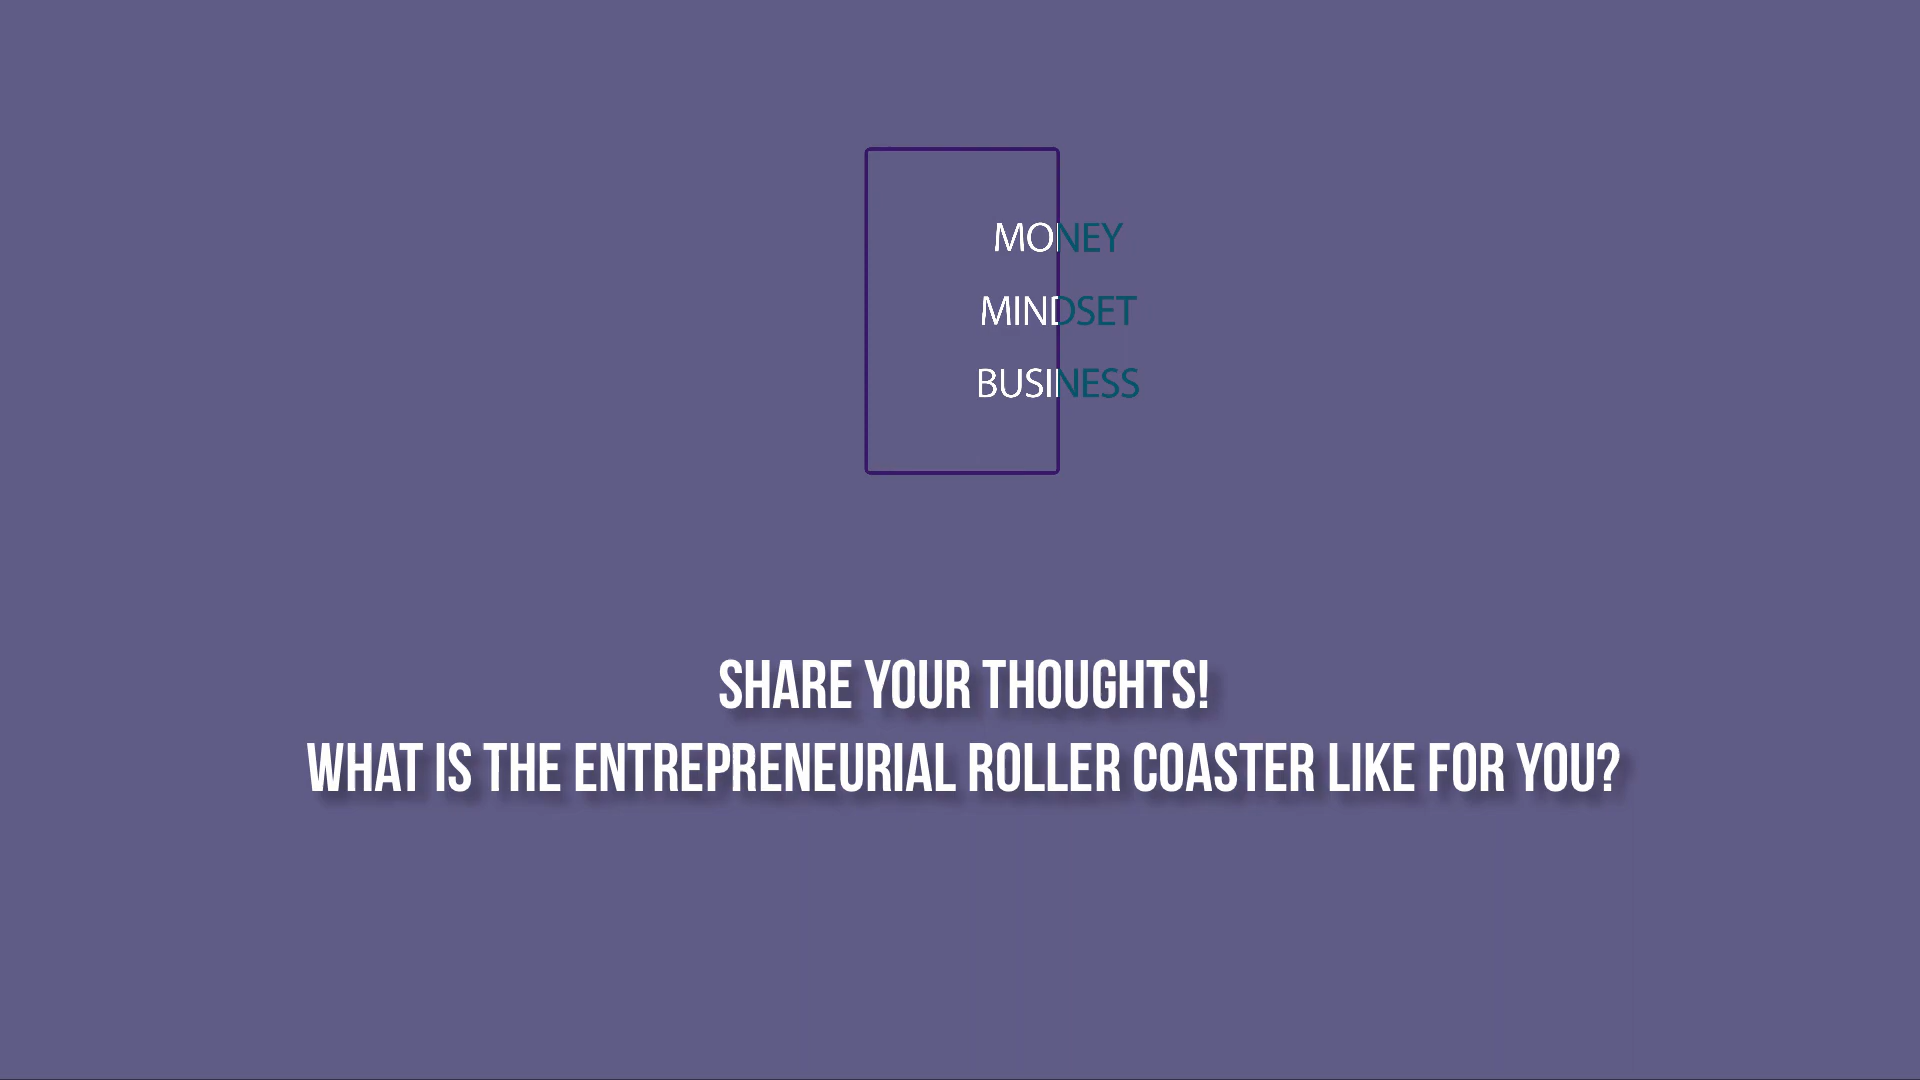 MONEY
MINDSET
BUSINESS
SHARE YOUR THOUGHTS!
WHAT IS THE ENTREPRENEURIAL ROLLER COASTER LIKE FOR YOU?